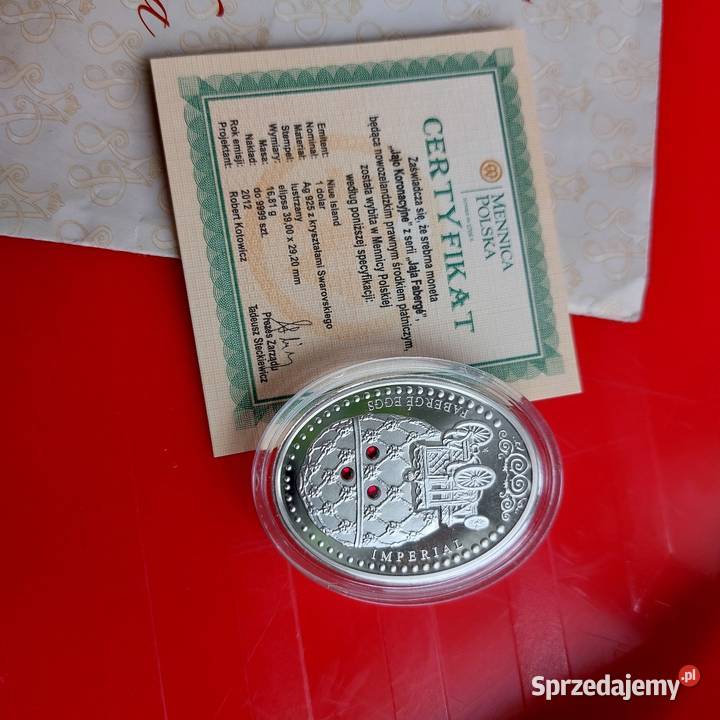 MENNICA
POLSKA
CERTYFIKAT
Zaświadcza się, że srebrna moneta
„Jajo Koronacyjne" z serii „Jaja Fabergé",
będąca nowozelandzkim prawnym środkiem płatniczym,
została wybita w Mennicy Polskiej
według poniższej specyfikacji:
Emitent: Niue Island
Nominał: 1 dolar
Materiał: Ag 925 z kryształami Swarovskiego
Stempel: lustrzany
Wymiary: elipsa 39,00 x 29,20 mm
Masa: 16,81 g
Nakład: do 9999 szt.
Rok emisji: 2012
Projektant: Robert Kotowicz
Prezes Zarządu
Tadeusz Steckiewicz
IMPERIAL
FABERGÉ EGGS
Sprzedajemy.pl